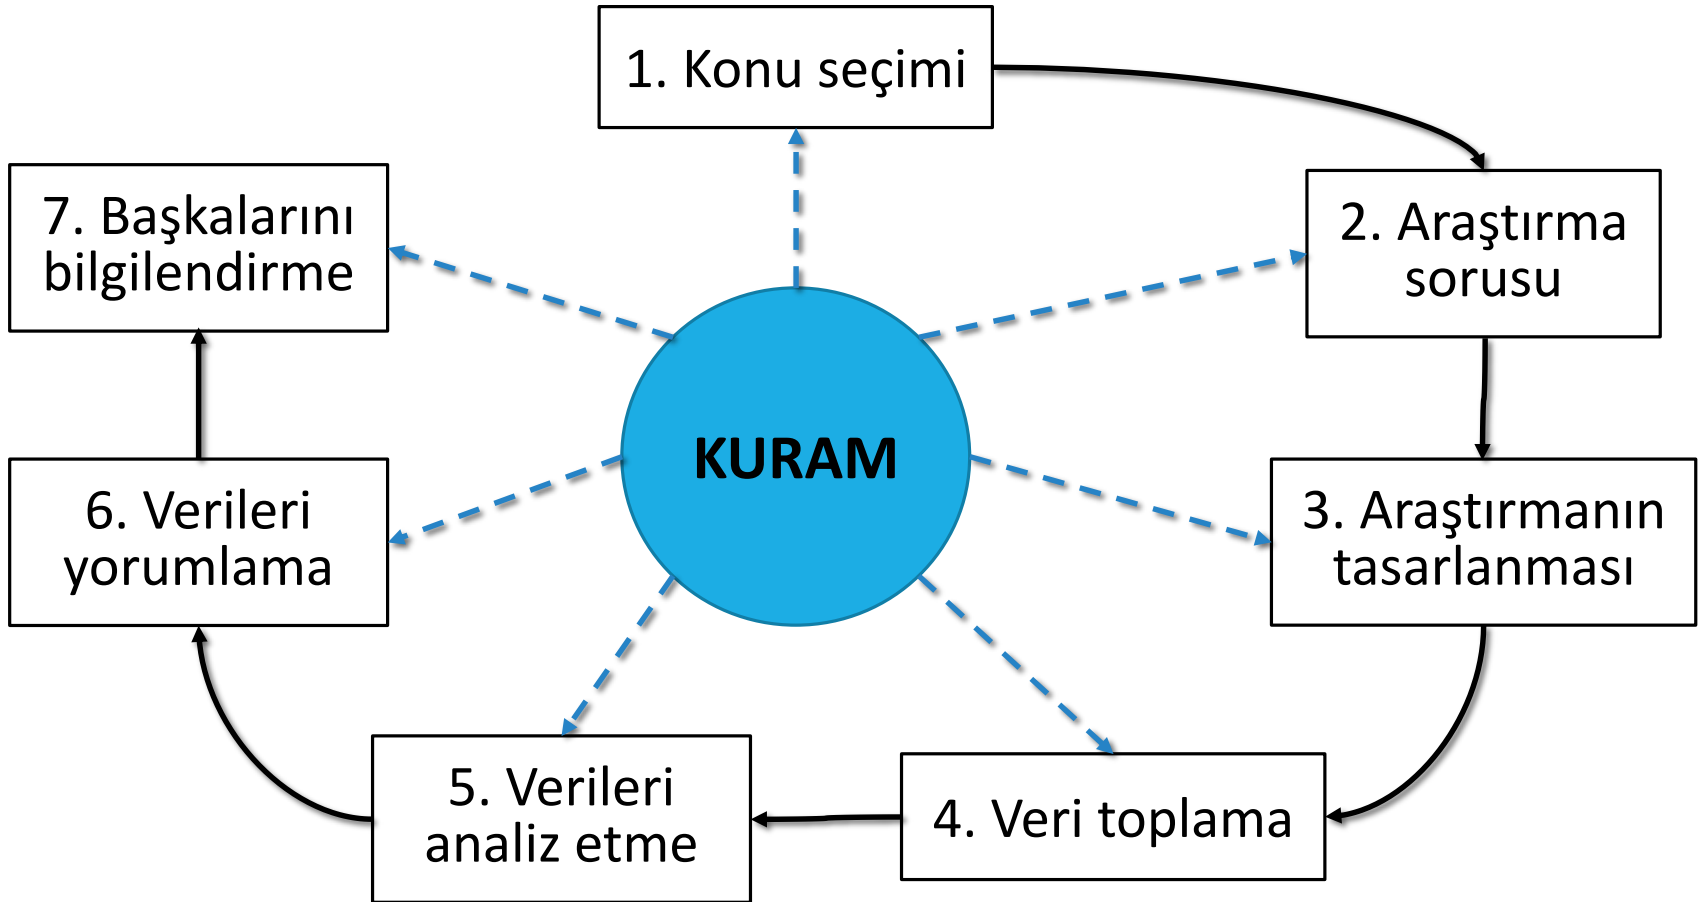 1. Konu seçimi
2. Araştırma
sorusu
3. Araştırmanın
tasarlanması
4. Veri toplama
5. Verileri
analiz etme
6. Verileri
yorumlama
7. Başkalarını
bilgilendirme
KURAM